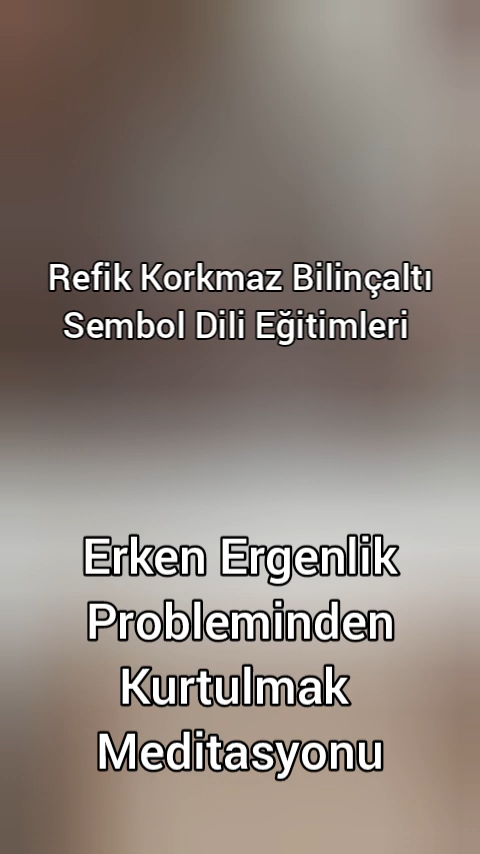 Refik Korkmaz Bilinçaltı
Sembol Dili Eğitimleri
Erken Ergenlik
Probleminden
Kurtulmak
Meditasyonu